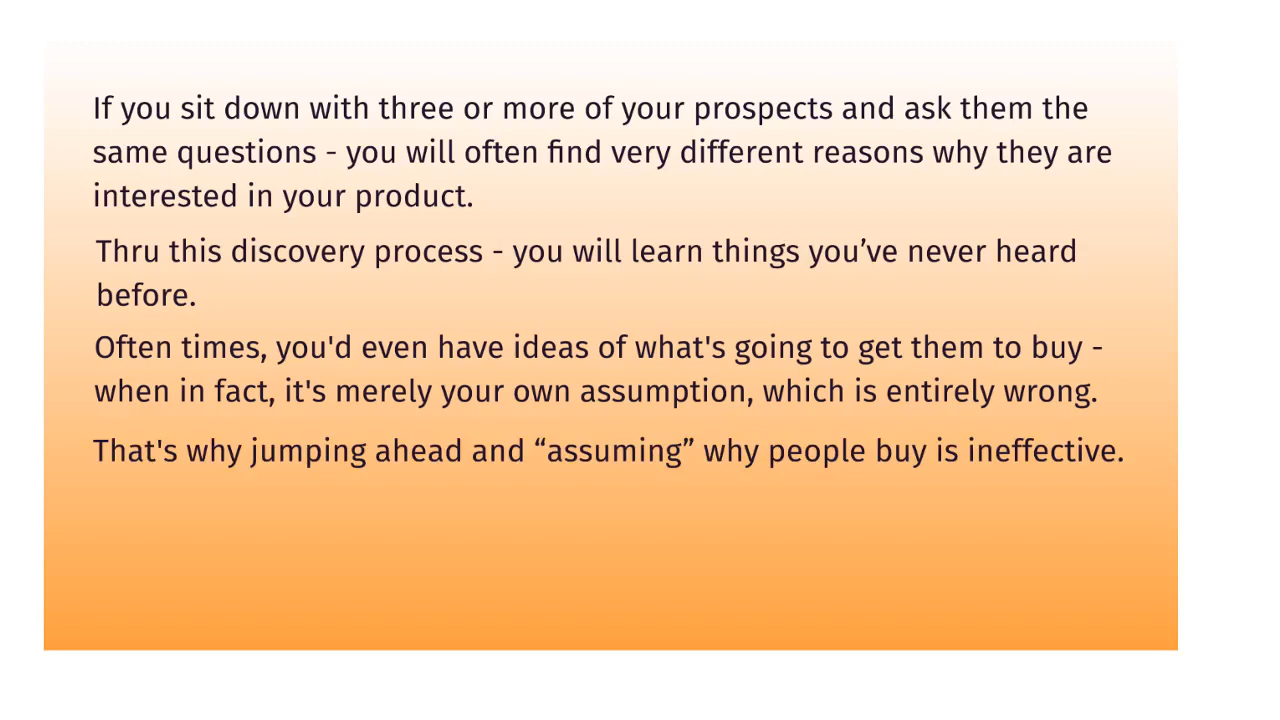 If you sit down with three or more of your prospects and ask them the
same questions - you will often find very different reasons why they are
interested in your product.
Thru this discovery process - you will learn things you’ve never heard
before.
Often times, you'd even have ideas of what's going to get them to buy -
when in fact, it's merely your own assumption, which is entirely wrong.
That's why jumping ahead and “assuming” why people buy is ineffective.